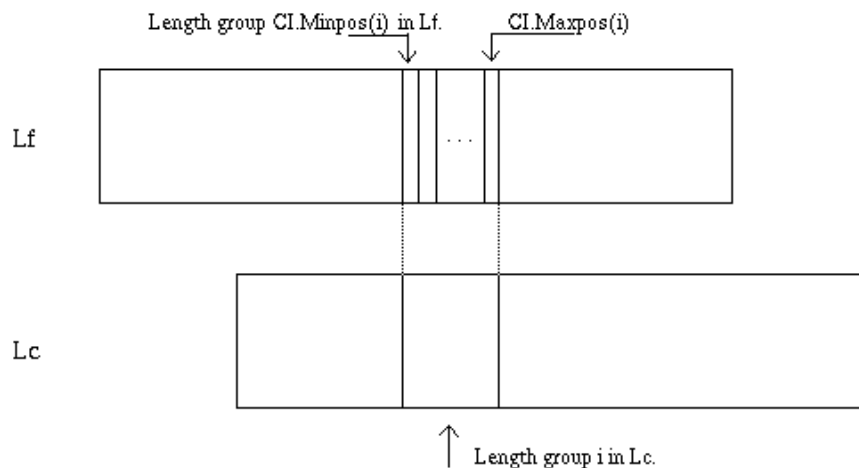 Length group CI.Minpos(i) in Lf.
CI.Maxpos(i)
Lf
. . .
Lc
Length group i in Lc.